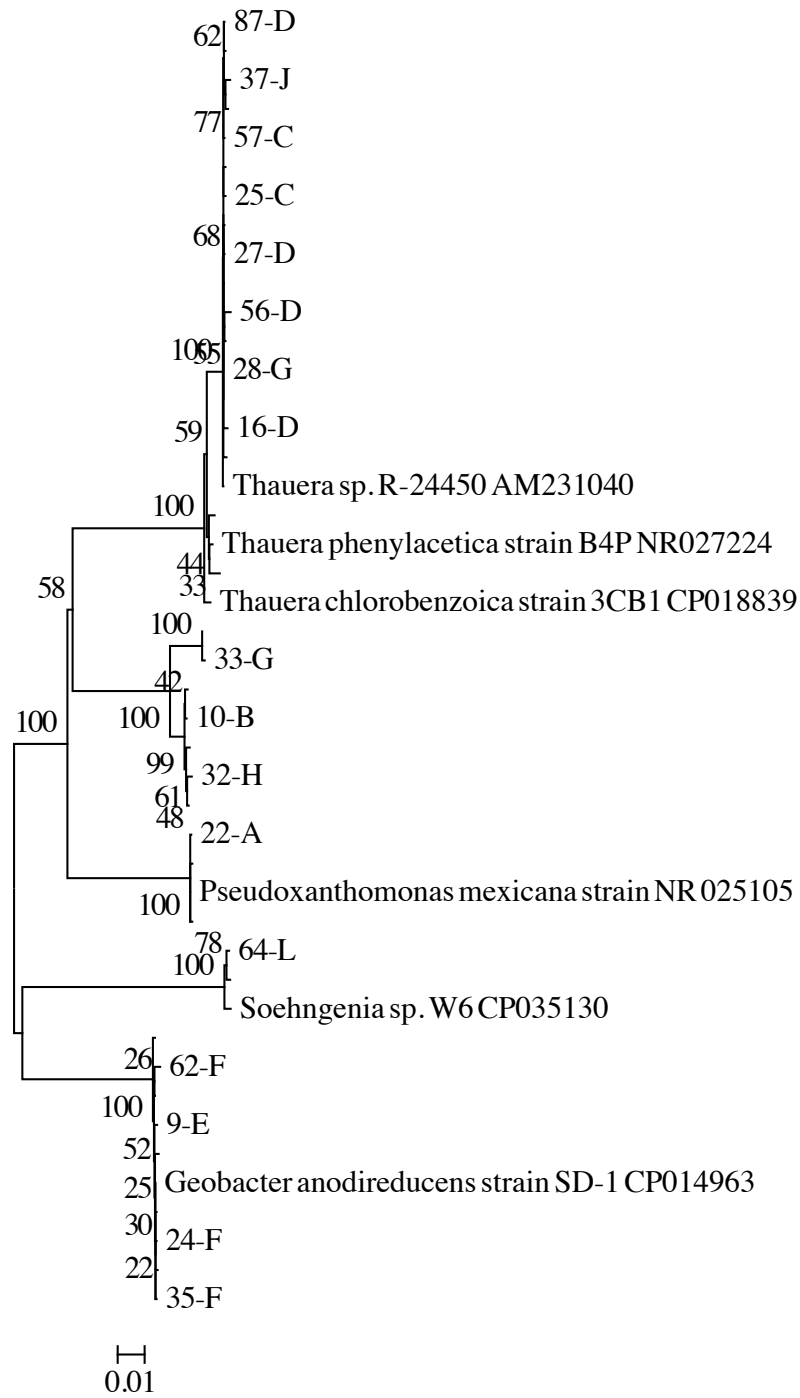 87-D
62
37-J
77
57-C
25-C
68
27-D
56-D
100
55
28-G
16-D
59
Thauera sp. R-24450 AM231040
100
Thauera phenylacetica strain B4P NR027224
44
33
58
Thauera chlorobenzoica strain 3CB1 CP018839
100
33-G
42
100
10-B
100
99
32-H
61
48
22-A
Pseudoxanthomonas mexicana strain NR 025105
100
78
64-L
100
Soehngenia sp. W6 CP035130
26
62-F
100
9-E
52
Geobacter anodireducens strain SD-1 CP014963
25
30
24-F
22
35-F
0.01